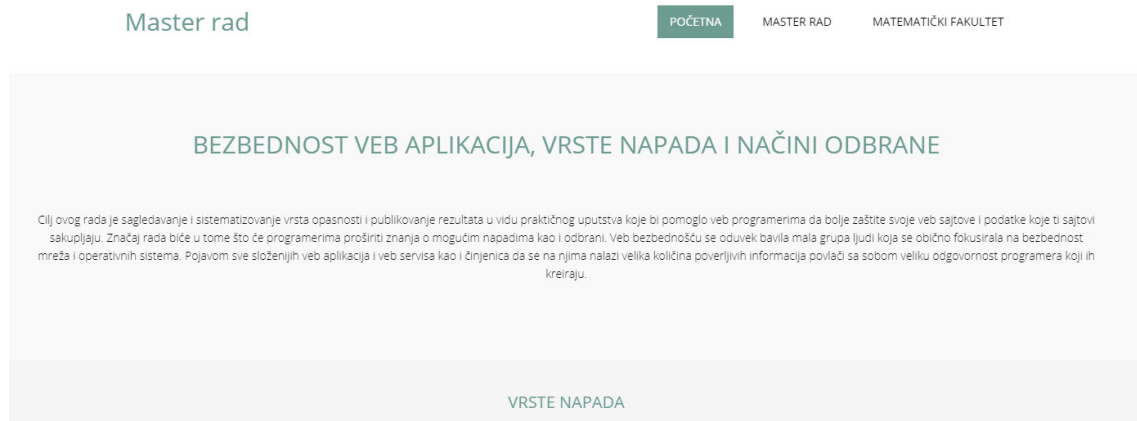 Master rad
POČETNA MASTER RAD MATEMATIČKI FAKULTET
BEZBEDNOST VEB APLIKACIJA, VRSTE NAPADA I NAČINI ODBRANE
Cilj ovog rada je sagledavanje i sistematizovanje vrsta opasnosti i publikovanje rezultata u vidu praktičnog uputstva koje bi pomoglo veb programerima da bolje zaštite svoje veb sajtove i podatke koje ti sajtovi
sakupljaju. Značaj rada biće u tome što će programerima proširiti znanja o mogućim napadima kao i odbrani. Veb bezbednošću se oduvek bavila mala grupa ljudi koja se obično fokusirala na bezbednost
mreža i operativnih sistema. Pojavom sve složenijih veb aplikacija i veb servisa kao i činjenica da se na njima nalazi velika količina poverljivih informacija povlači sa sobom veliku odgovornost programera koji ih
kreiraju.
VRSTE NAPADA